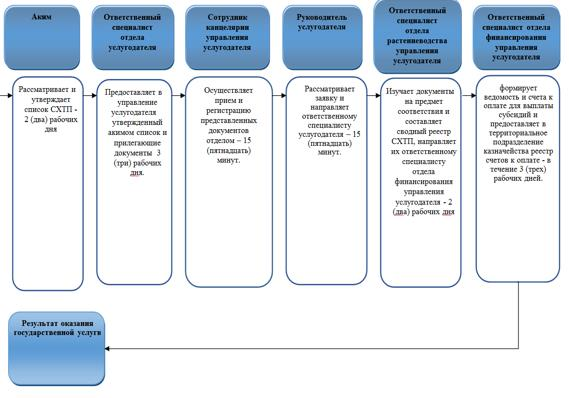 Аким
Ответственный
специалист
отдела
услугодателя
Сотрудник
канцелярии
управления
услугодателя
Руководитель
услугодателя
Ответственный
специалист
отдела
растениеводства
управления
услугодателя
Ответственный
специалист отдела
финансирования
управления
услугодателя
Рассматривает и
утверждает
список СХТП -
2 (два) рабочих
дня
Предоставляет в
управление
услугодателя
утвержденный
акимом список и
прилегающие
документы 3
(три) рабочих
дня.
Осуществляет
прием и
регистрацию
представленных
документов
отделом – 15
(пятнадцать)
минут.
Рассматривает
заявку и
направляет
ответственному
специалисту
услугодателя – 15
(пятнадцать)
минут.
Изучает документы
на предмет
соответствия и
составляет
сводный реестр
СХТП, направляет
их ответственному
специалисту
отдела
финансирования
управления
услугодателя - 2
(два) рабочих дня
формирует
ведомость и счета к
оплате для выплаты
субсидий и
предоставляет в
территориальное
подразделение
казначейства реестр
счетов к оплате - в
течение 3 (трех)
рабочих дней.
Результат оказания
государственной услуги